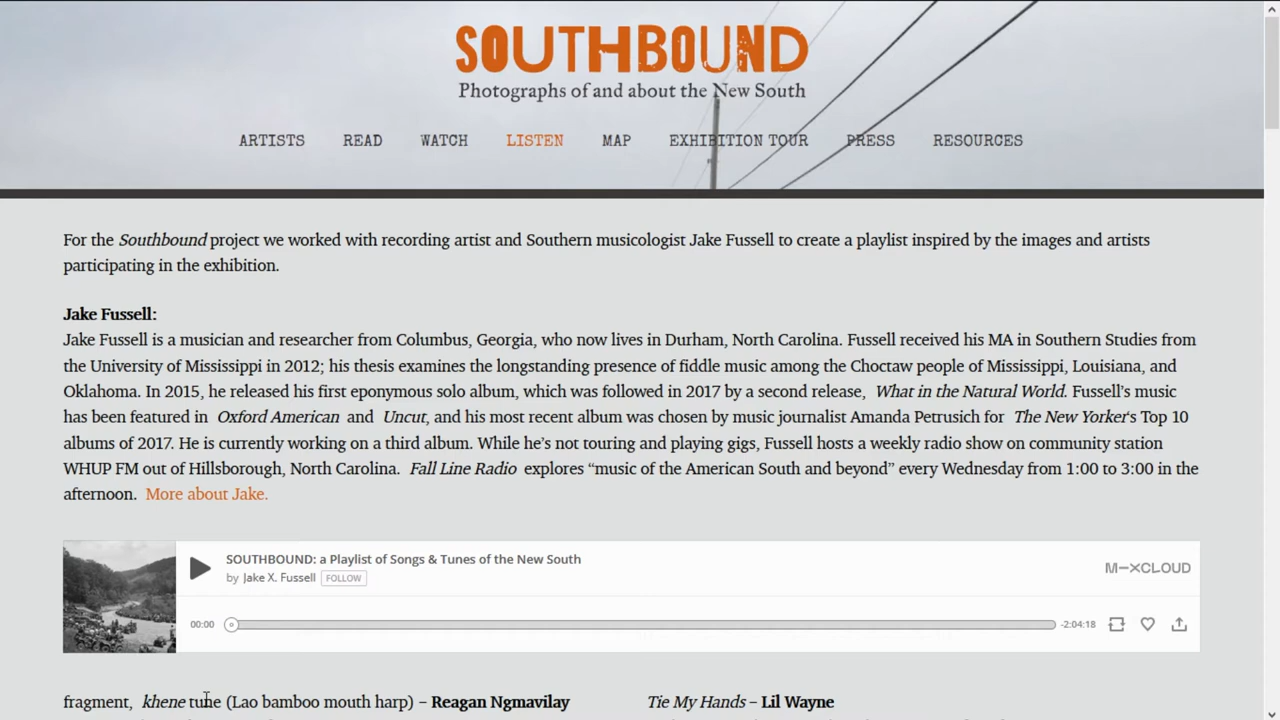 SOUTHBOUND
Photographs of and about the New South
ARTISTS READ WATCH LISTEN MAP EXHIBITION TOUR PRESS RESOURCES
For the Southbound project we worked with recording artist and Southern musicologist Jake Fussell to create a playlist inspired by the images and artists
participating in the exhibition.
Jake Fussell:
Jake Fussell is a musician and researcher from Columbus, Georgia, who now lives in Durham, North Carolina. Fussell received his MA in Southern Studies from
the University of Mississippi in 2012; his thesis examines the longstanding presence of fiddle music among the Choctaw people of Mississippi, Louisiana, and
Oklahoma. In 2015, he released his first eponymous solo album, which was followed in 2017 by a second release, What in the Natural World. Fussell’s music
has been featured in Oxford American and Uncut, and his most recent album was chosen by music journalist Amanda Petrusich for The New Yorker‘s Top 10
albums of 2017. He is currently working on a third album. While he’s not touring and playing gigs, Fussell hosts a weekly radio show on community station
WHUP FM out of Hillsborough, North Carolina. Fall Line Radio explores “music of the American South and beyond” every Wednesday from 1:00 to 3:00 in the
afternoon. More about Jake.
SOUTHBOUND: a Playlist of Songs & Tunes of the New South
by Jake X. Fussell FOLLOW
M–XCLOUD
00:00 -2:04:18
fragment, khene tune (Lao bamboo mouth harp) – Reagan Ngmavilay
Tie My Hands – Lil Wayne